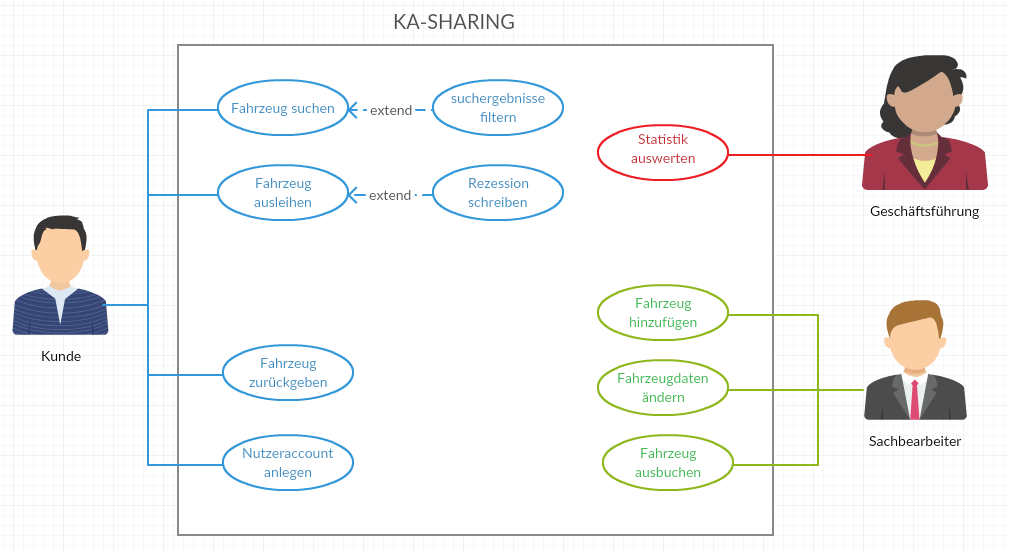 KA-SHARING
Fahrzeug suchen
extend
suchergebnisse
filtern
Statistik
auswerten
Fahrzeug
ausleihen
extend
Rezession
schreiben
Geschäftsführung
Kunde
Fahrzeug
hinzufügen
Fahrzeug
zurückgeben
Fahrzeugdaten
ändern
Nutzeraccount
anlegen
Fahrzeug
ausbuchen
Sachbearbeiter